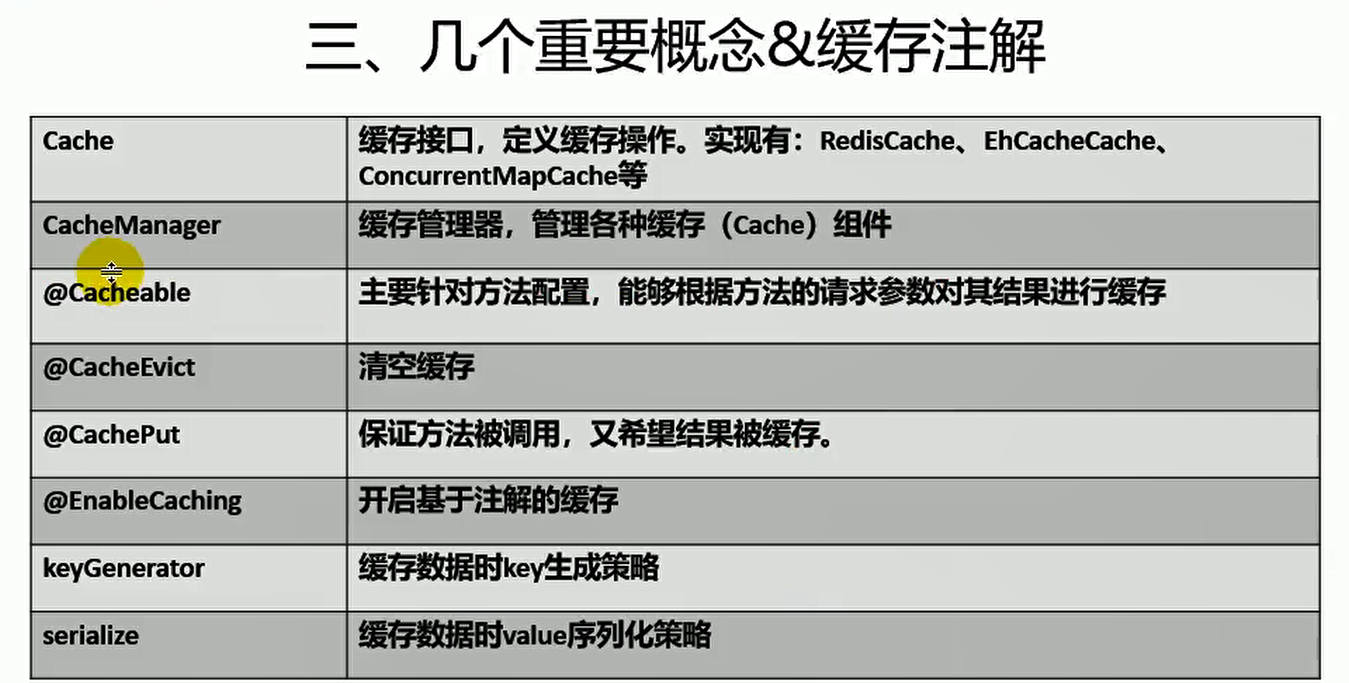 三、几个重要概念&缓存注解
Cache
缓存接口，定义缓存操作。实现有：RedisCache、EhCacheCache、
ConcurrentMapCache等
CacheManager
缓存管理器，管理各种缓存（Cache）组件
@Cacheable
主要针对方法配置，能够根据方法的请求参数对其结果进行缓存
@CacheEvict
清空缓存
@CachePut
保证方法被调用，又希望结果被缓存。
@EnableCaching
开启基于注解的缓存
keyGenerator
缓存数据时key生成策略
serialize
缓存数据时value序列化策略